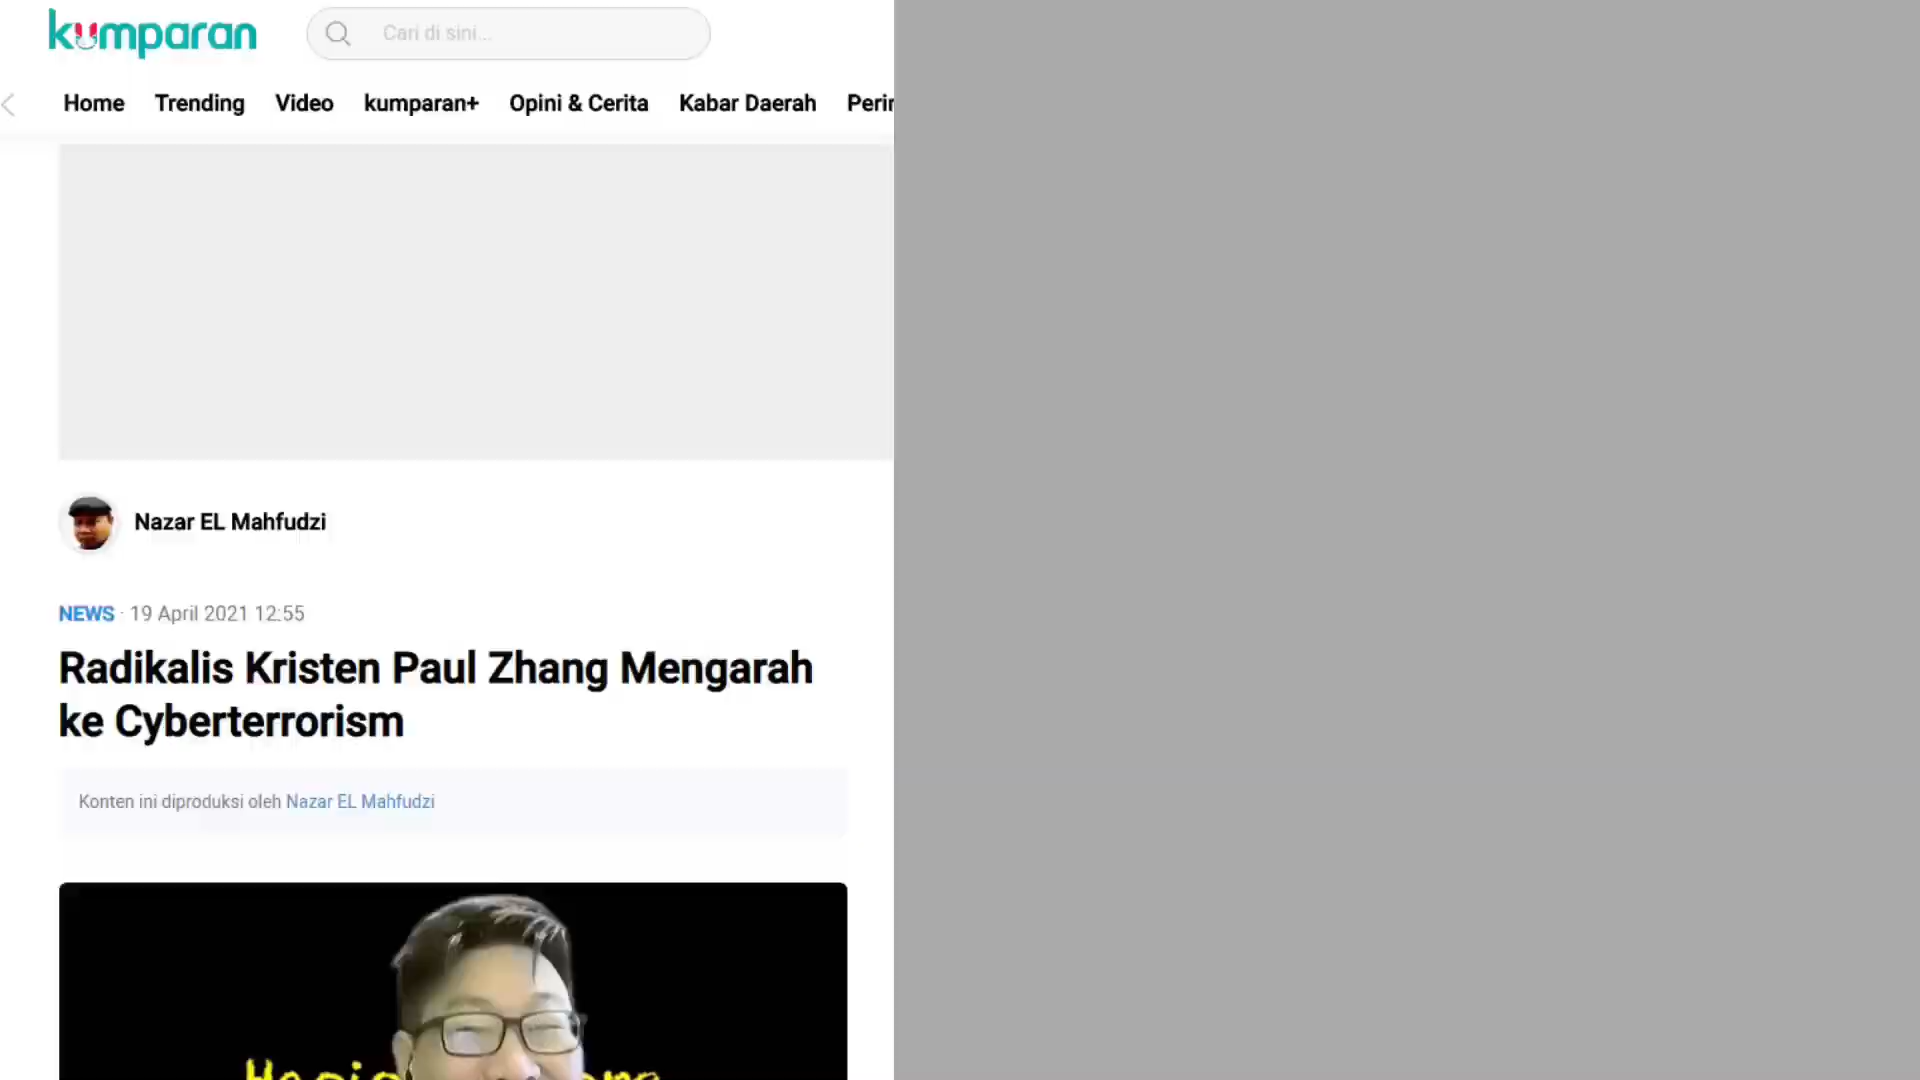 kumparan
Cari di sini...
Home Trending Video kumparan+ Opini & Cerita Kabar Daerah
Nazar EL Mahfudzi
NEWS · 19 April 2021 12:55
Radikalis Kristen Paul Zhang Mengarah
ke Cyberterrorism
Konten ini diproduksi oleh Nazar EL Mahfudzi